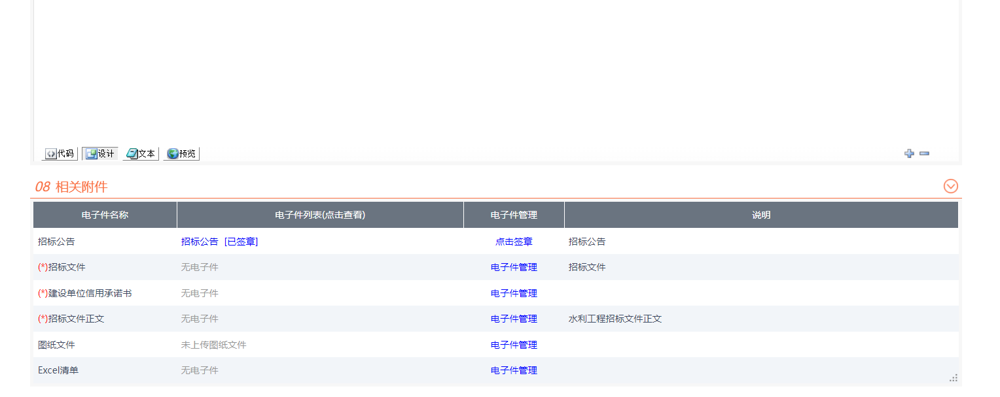 代码 设计 文本 预览
08 相关附件
电子件名称 电子件列表(点击查看) 电子件管理 说明
招标公告 招标公告 [已签章] 点击签章 招标公告
(*)招标文件 无电子件 电子件管理 招标文件
(*)建设单位信用承诺书 无电子件 电子件管理
(*)招标文件正文 无电子件 电子件管理 水利工程招标文件正文
图纸文件 未上传图纸文件 电子件管理
Excel清单 无电子件 电子件管理